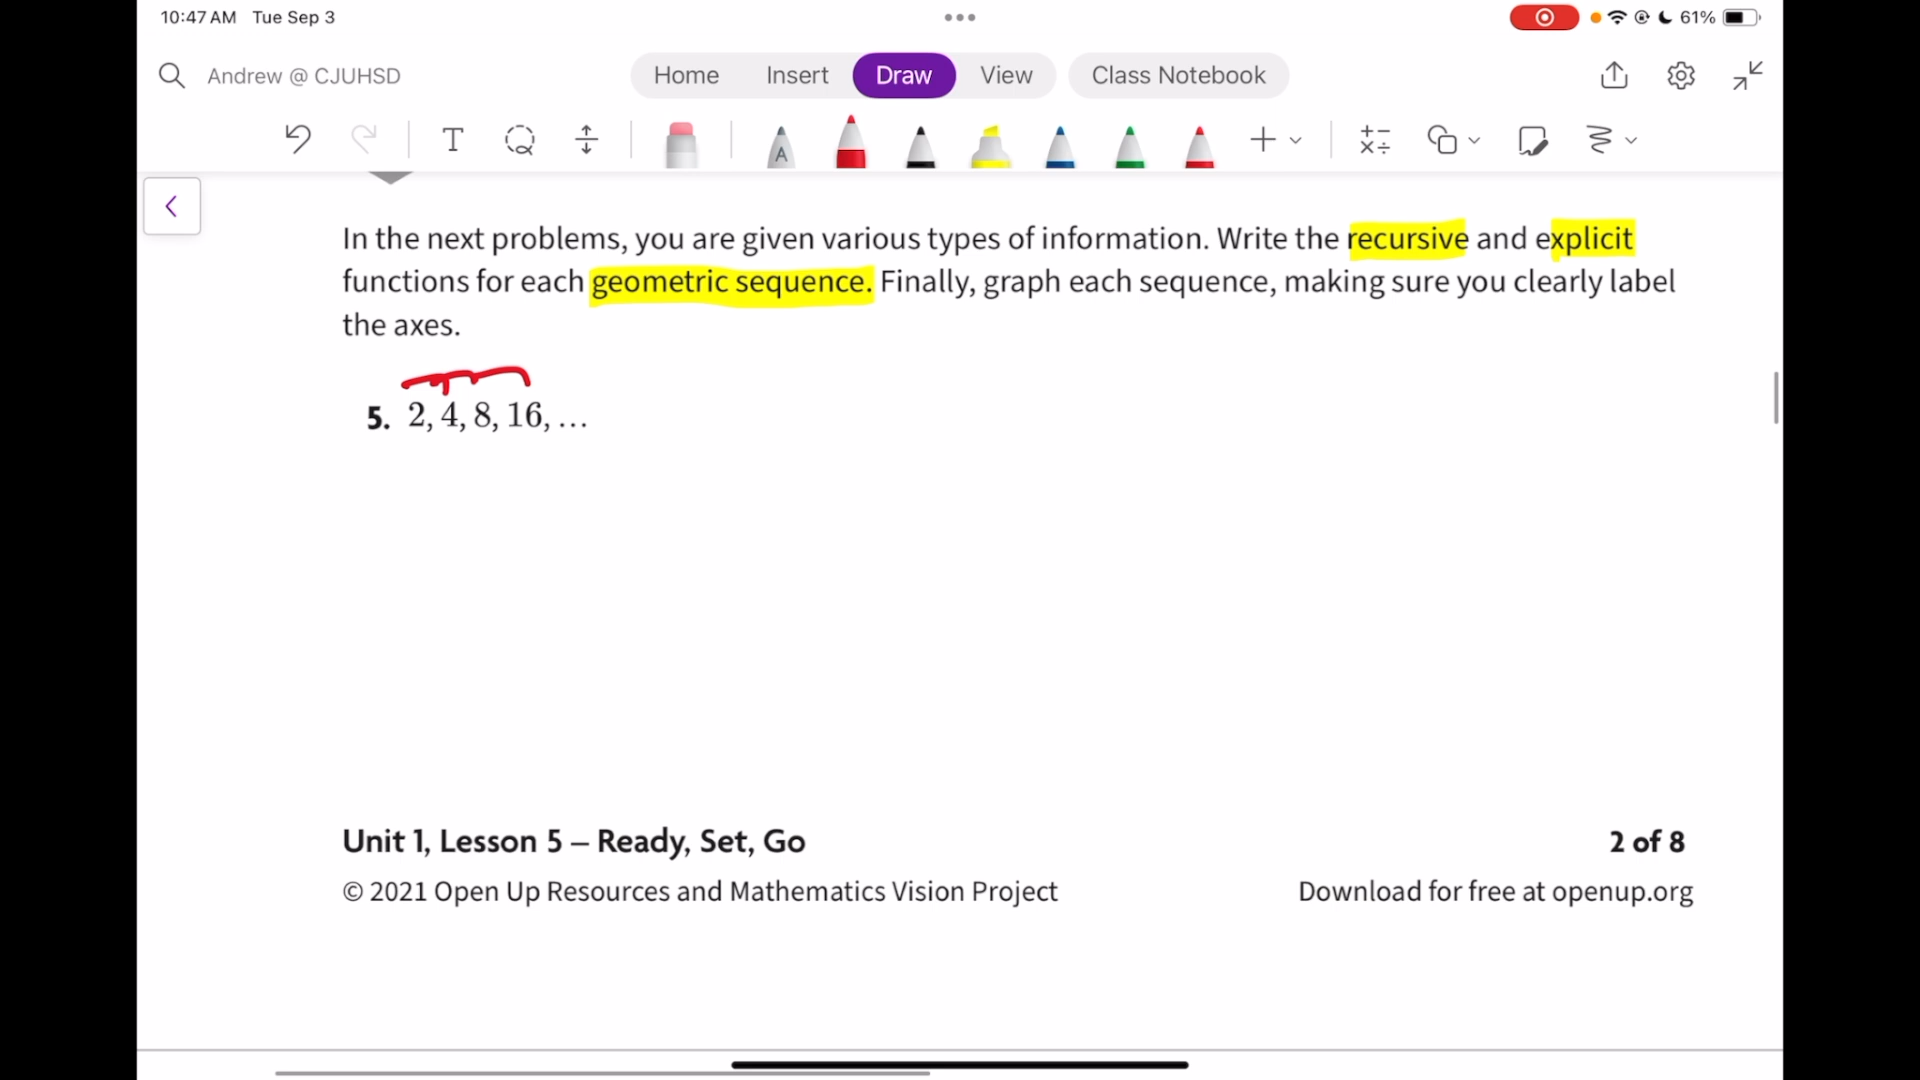 10:47 AM Tue Sep 3
61%
Andrew @ CJUHSD
Home Insert Draw View Class Notebook
T
A
In the next problems, you are given various types of information. Write the recursive and explicit
functions for each geometric sequence. Finally, graph each sequence, making sure you clearly label
the axes.
5. 2, 4, 8, 16, …
Unit 1, Lesson 5 – Ready, Set, Go
2 of 8
© 2021 Open Up Resources and Mathematics Vision Project
Download for free at openup.org